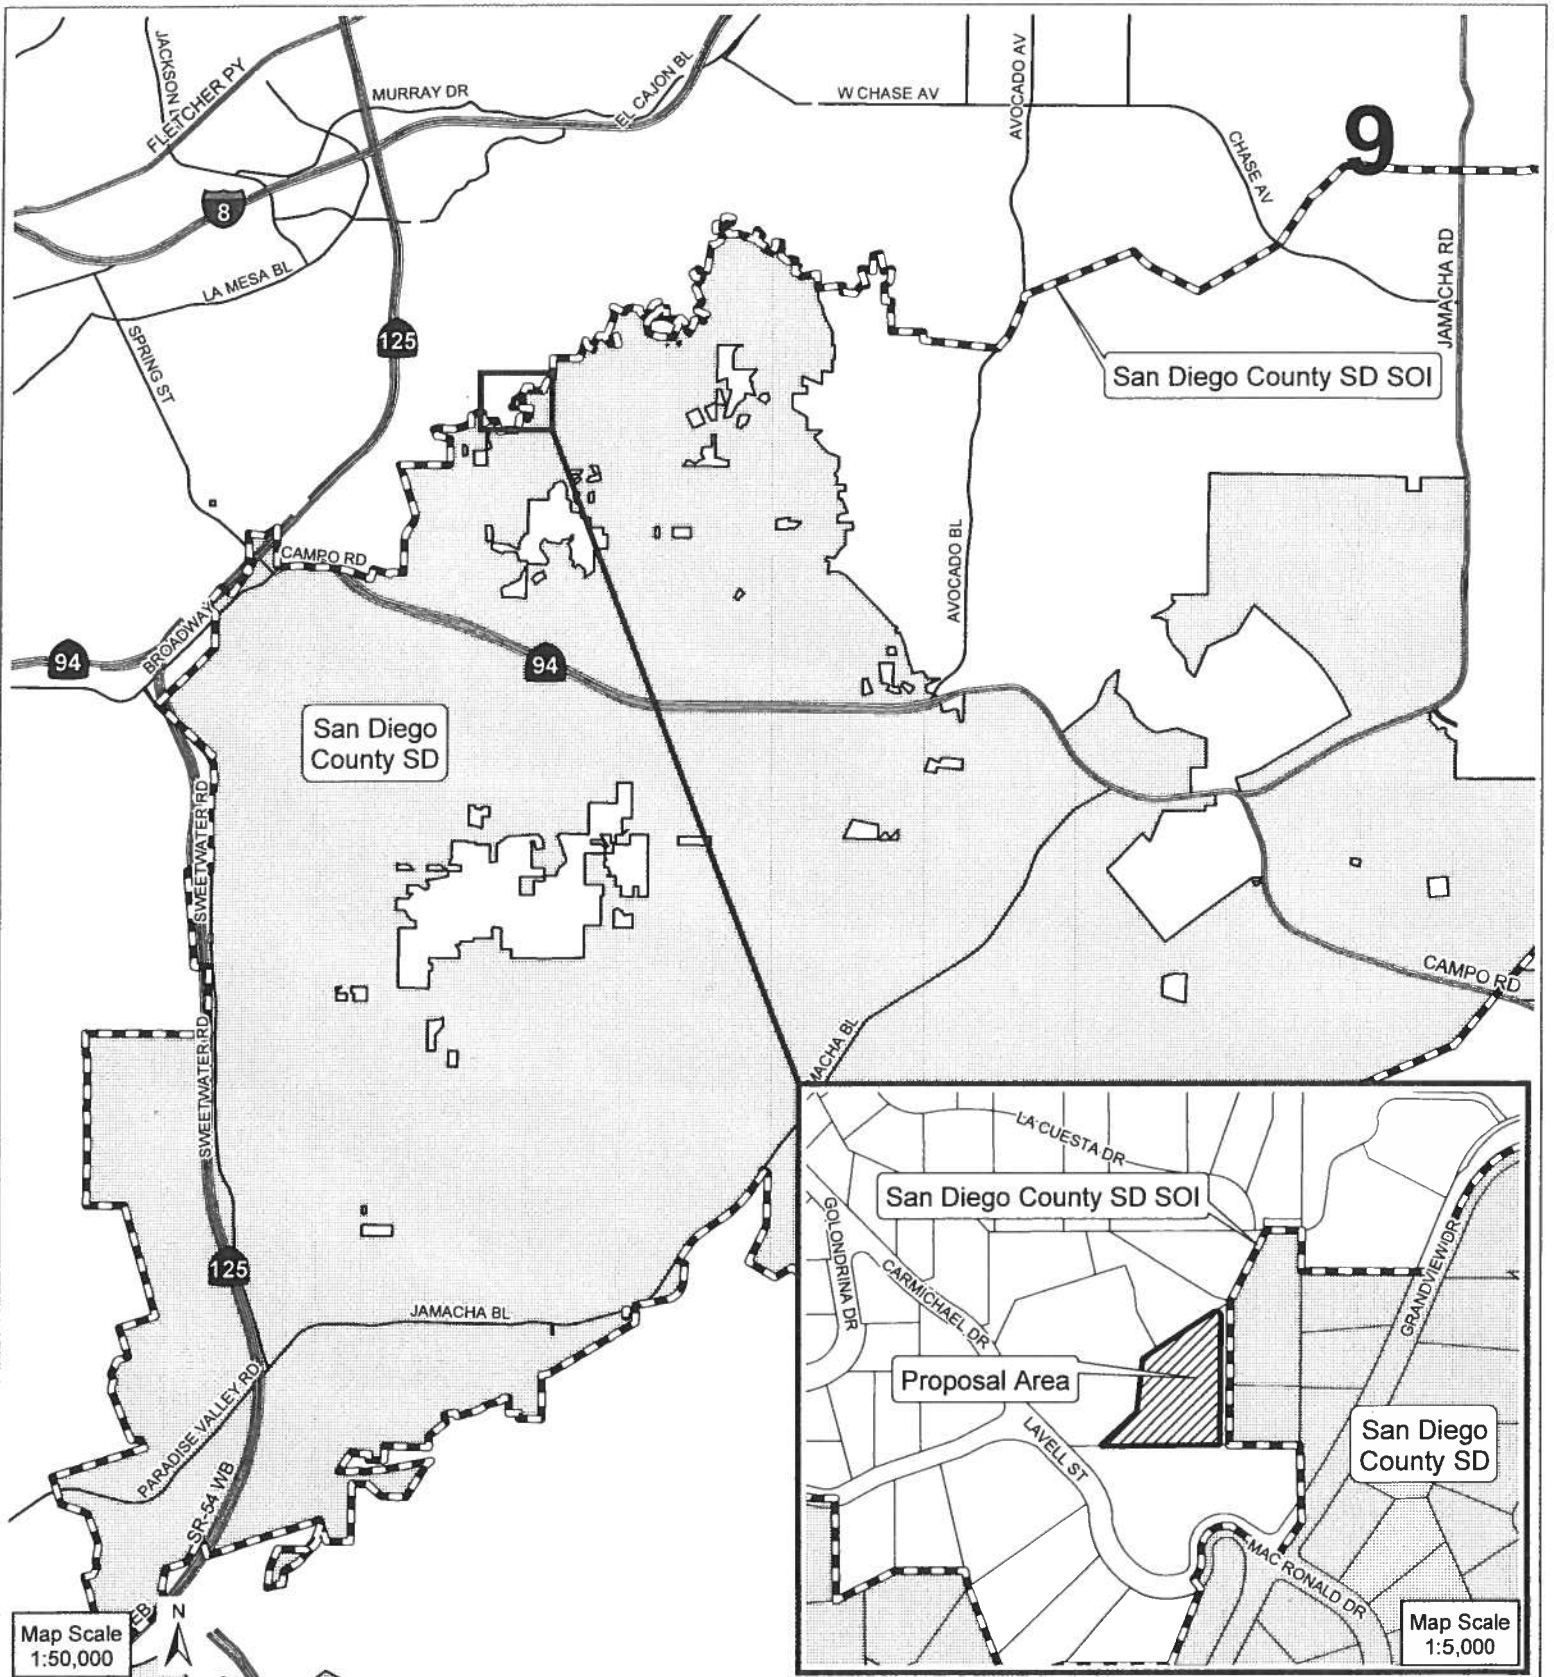 JACKSON
FLETCHER PY
MURRAY DR
EL CAJON BL
W CHASE AV
AVOCADO AV
9
CHASE AV
8
LA MESA BL
JAMACHA RD
SPRING ST
125
San Diego County SD SOI
CAMPO RD
AVOCADO BL
BROADWAY
94
94
San Diego
County SD
SWEETWATER RD
CAMPO RD
SWEETWATER RD
MACHA BL
LA CUESTA DR
San Diego County SD SOI
GOLONDRINA DR
CARMICHAEL DR
GRANDVIEW DR
125
JAMACHA BL
Proposal Area
PARADISE VALLEY RD
LAVELL ST
San Diego
County SD
SR-54 WB
MAC RONALD DR
EB
N
Map Scale
1:50,000
Map Scale
1:5,000